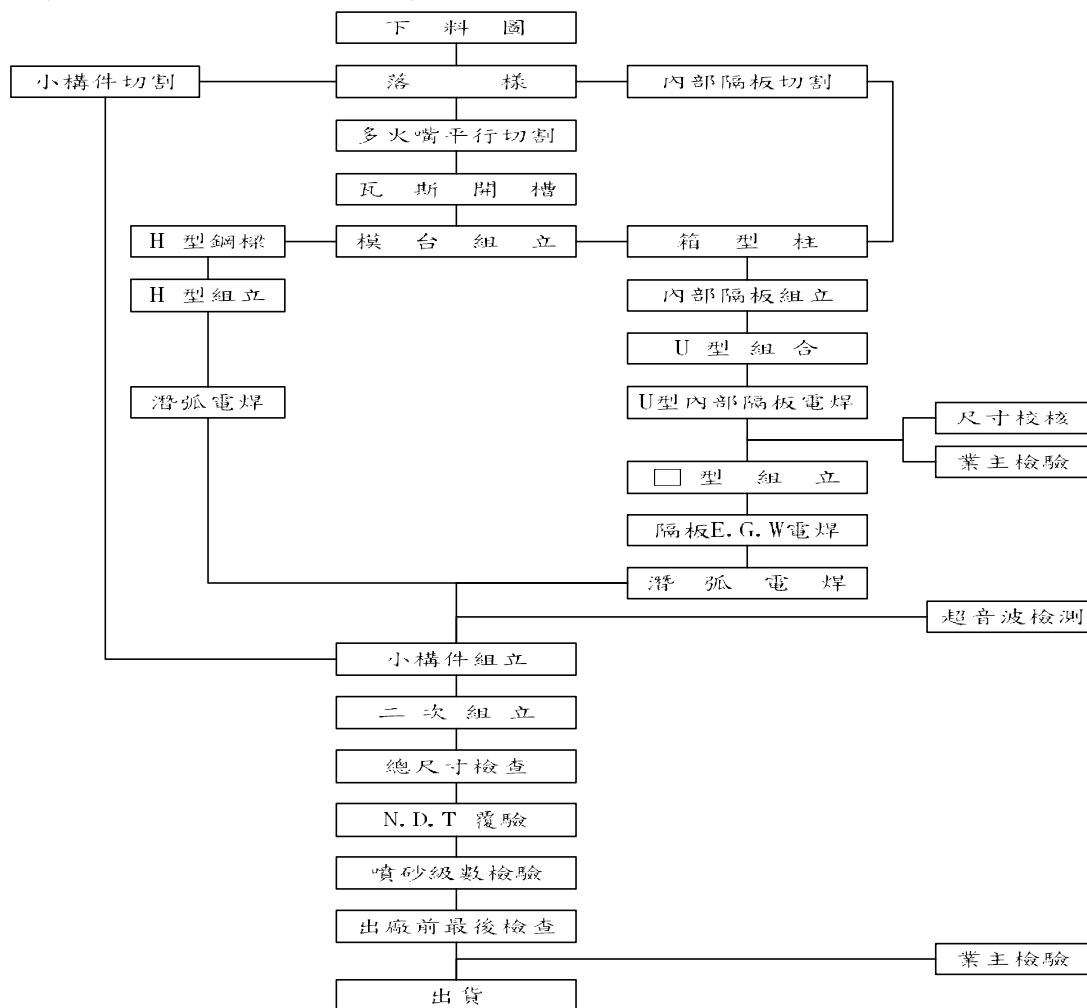 下料圖
小構件切割
落樣
內部隔板切割
多火嘴平行切割
瓦斯開槽
H 型鋼樑
模台組立
箱型柱
H 型組立
內部隔板組立
U 型組合
潛弧電焊
U型內部隔板電焊
尺寸校核
業主檢驗
□型組立
隔板E.G.W電焊
潛弧電焊
超音波檢測
小構件組立
二次組立
總尺寸檢查
N.D.T 覆驗
噴砂級數檢驗
出廠前最後檢查
業主檢驗
出貨